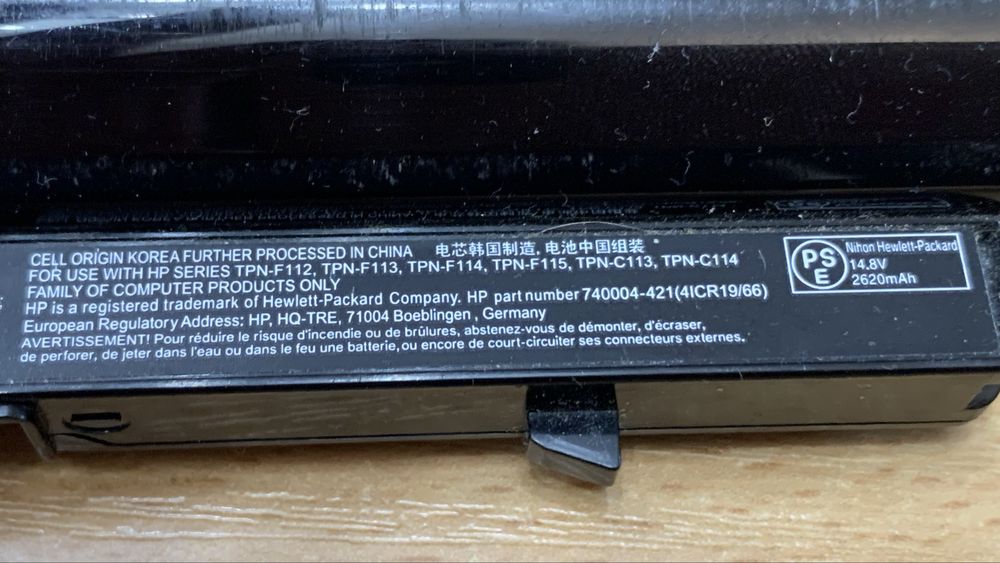 CELL ORIGIN KOREA FURTHER PROCESSED IN CHINA 电芯韩国制造, 电池中国组装
FOR USE WITH HP SERIES TPN-F112, TPN-F113, TPN-F114, TPN-F115, TPN-C113, TPN-C114
FAMILY OF COMPUTER PRODUCTS ONLY
HP is a registered trademark of Hewlett-Packard Company. HP part number 740004-421(4ICR19/66)
European Regulatory Address: HP, HQ-TRE, 71004 Boeblingen , Germany
AVERTISSEMENT! Pour réduire le risque d'incendie ou de brûlures, abstenez-vous de démonter, d'écraser,
de perforer, de jeter dans l'eau ou dans le feu une batterie, ou encore de court-circuiter ses connecteurs externes.
PS
E
Nihon Hewlett-Packard
14.8V
2620mAh